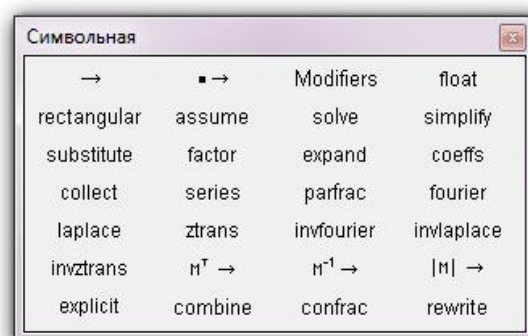 Символьная
→ ▪ → Modifiers float
rectangular assume solve simplify
substitute factor expand coeffs
collect series parfrac fourier
laplace ztrans invfourier invlaplace
invztrans мᵀ → м⁻¹ → |м| →
explicit combine confrac rewrite